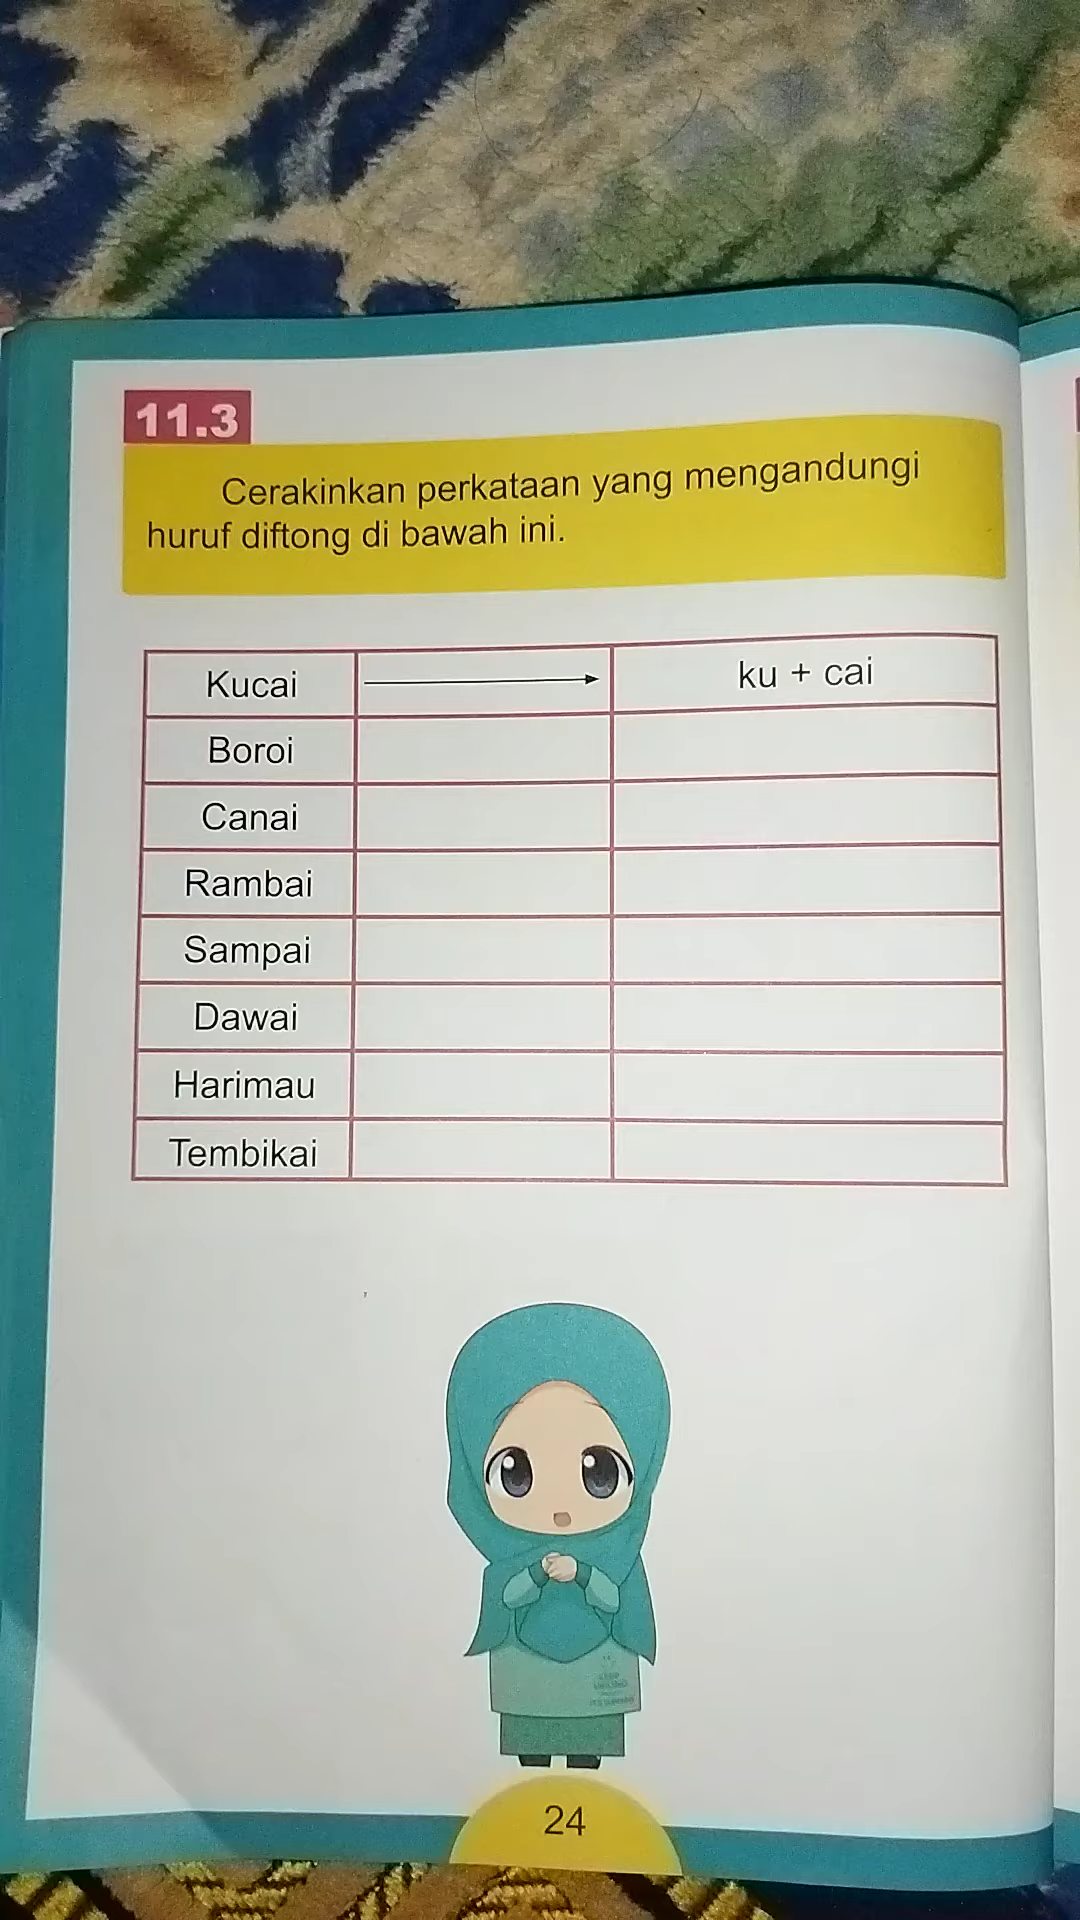 11.3
Cerakinkan perkataan yang mengandungi
huruf diftong di bawah ini.
Kucai ku + cai
Boroi
Canai
Rambai
Sampai
Dawai
Harimau
Tembikai
24